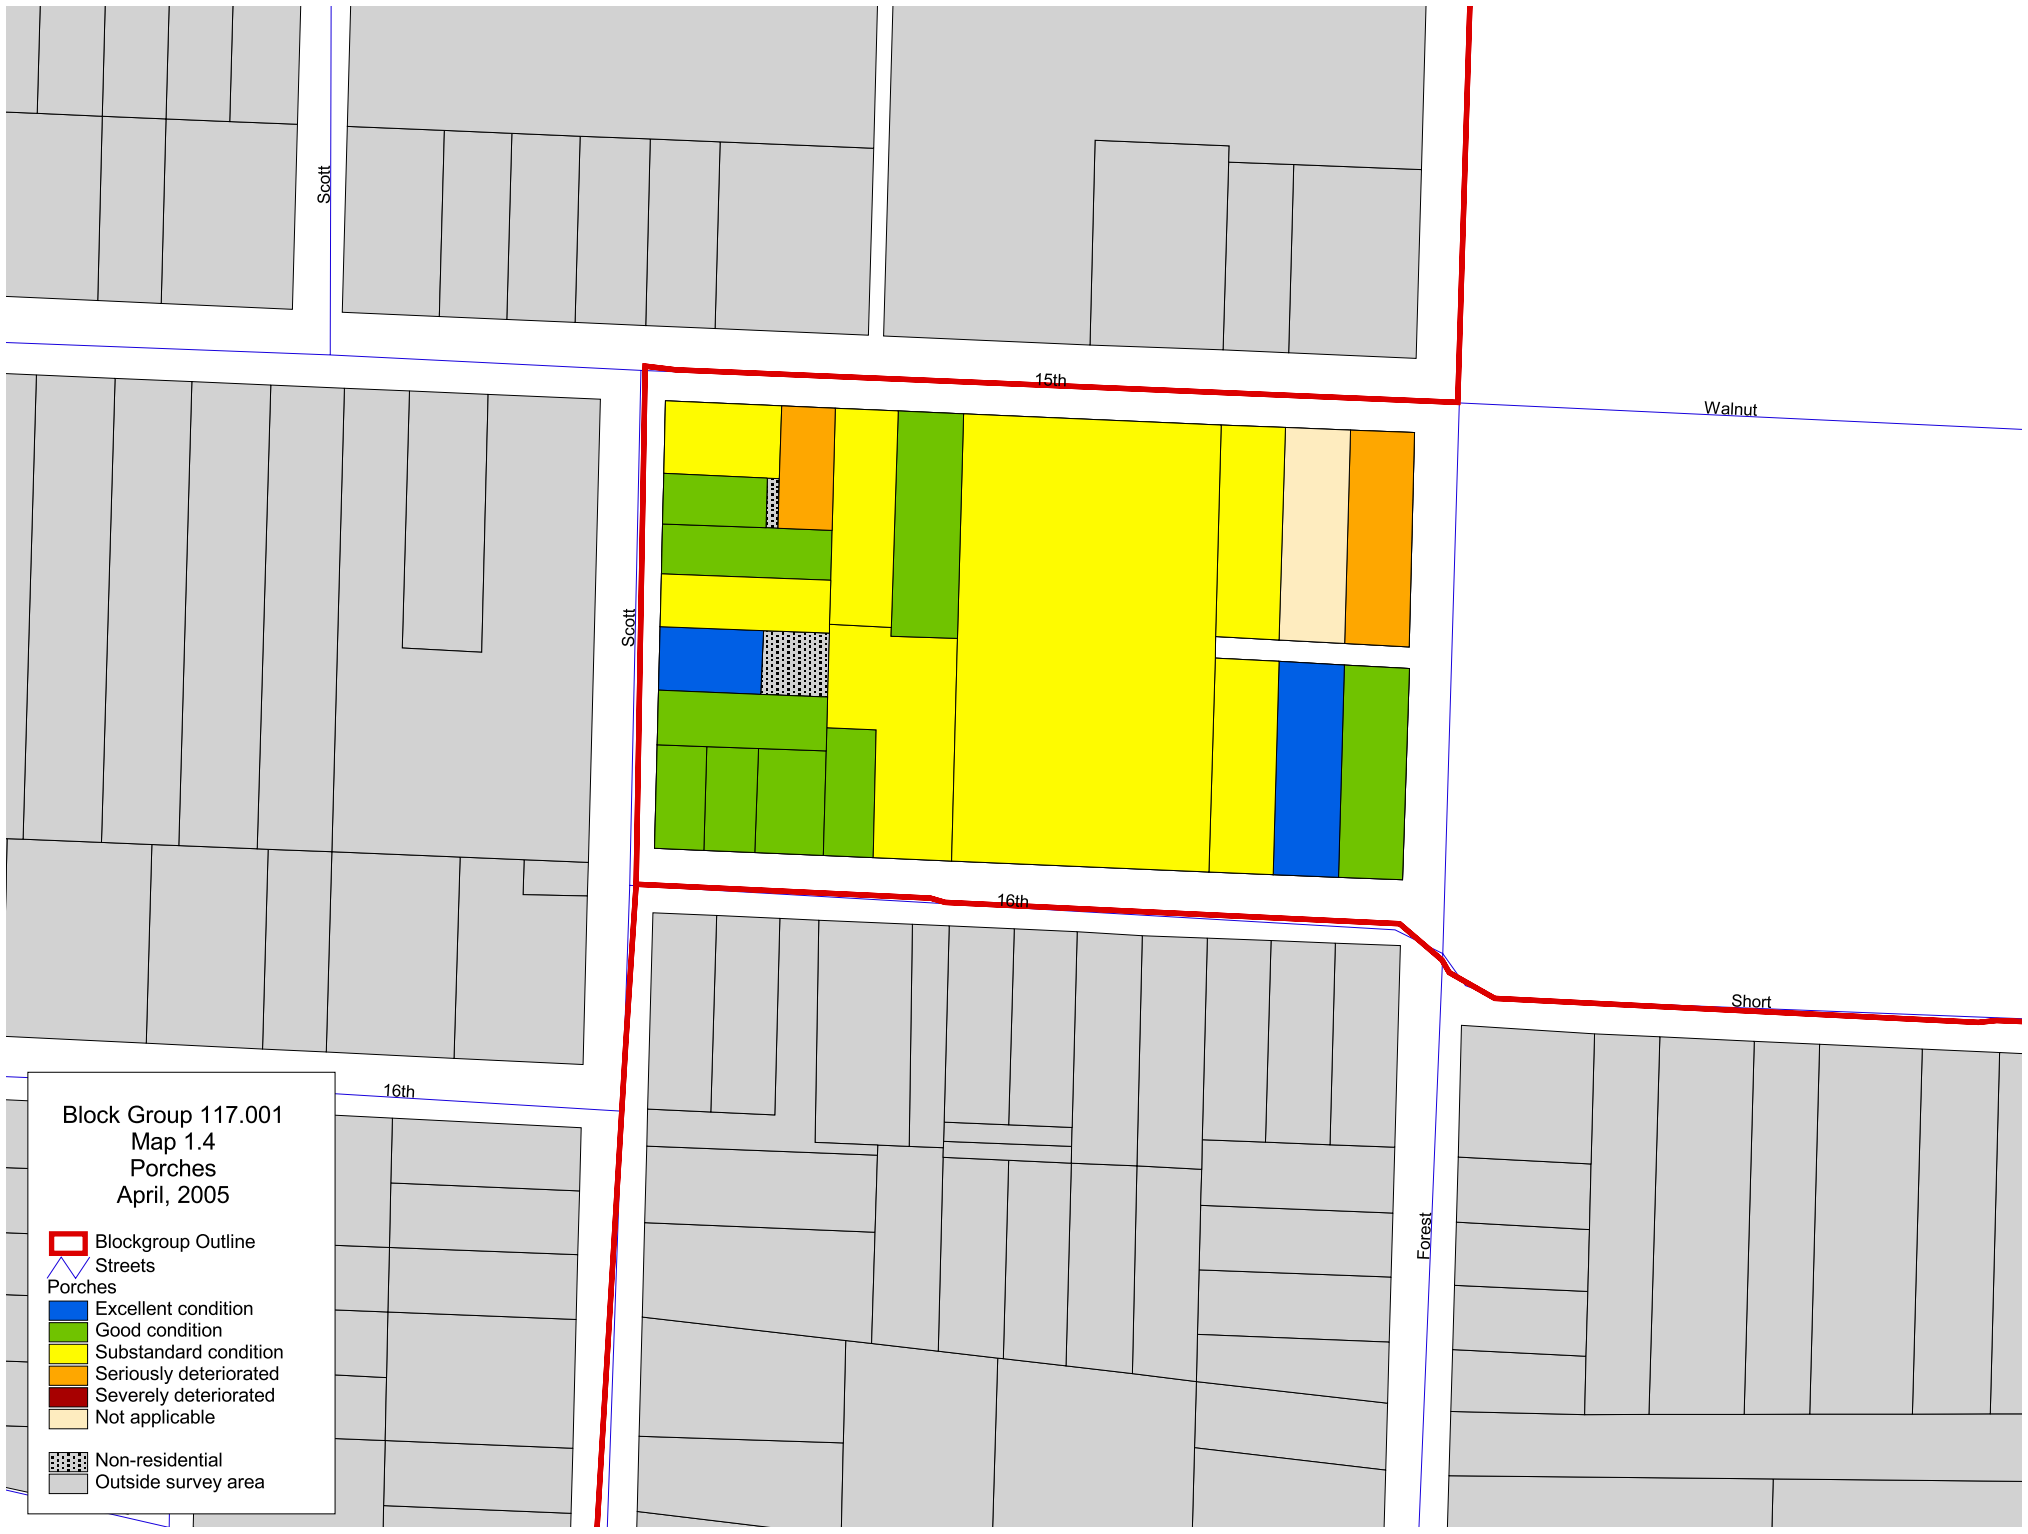 Scott
15th
Walnut
Scott
16th
Short
16th
Forest
Block Group 117.001
Map 1.4
Porches
April, 2005
Blockgroup Outline
Streets
Porches
Excellent condition
Good condition
Substandard condition
Seriously deteriorated
Severely deteriorated
Not applicable
Non-residential
Outside survey area